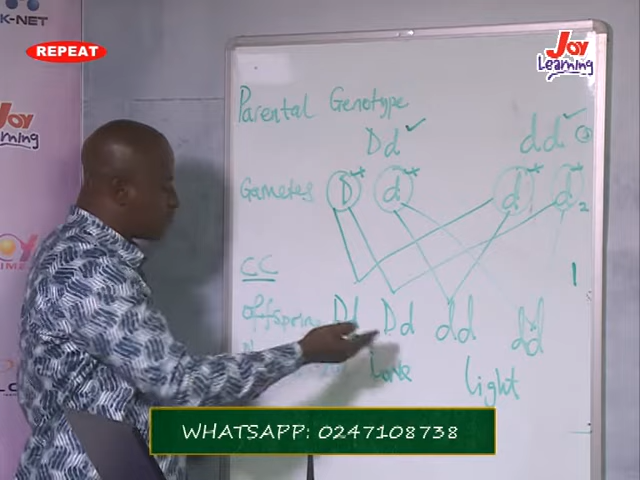 K-NET
REPEAT
Joy
Learning
Joy
Learning
Parental Genotype
Dd ✓ dd ✓
Gametes D d d d 2
CC
Offspring Dd Dd dd dd
Light
WHATSAPP: 0247108738